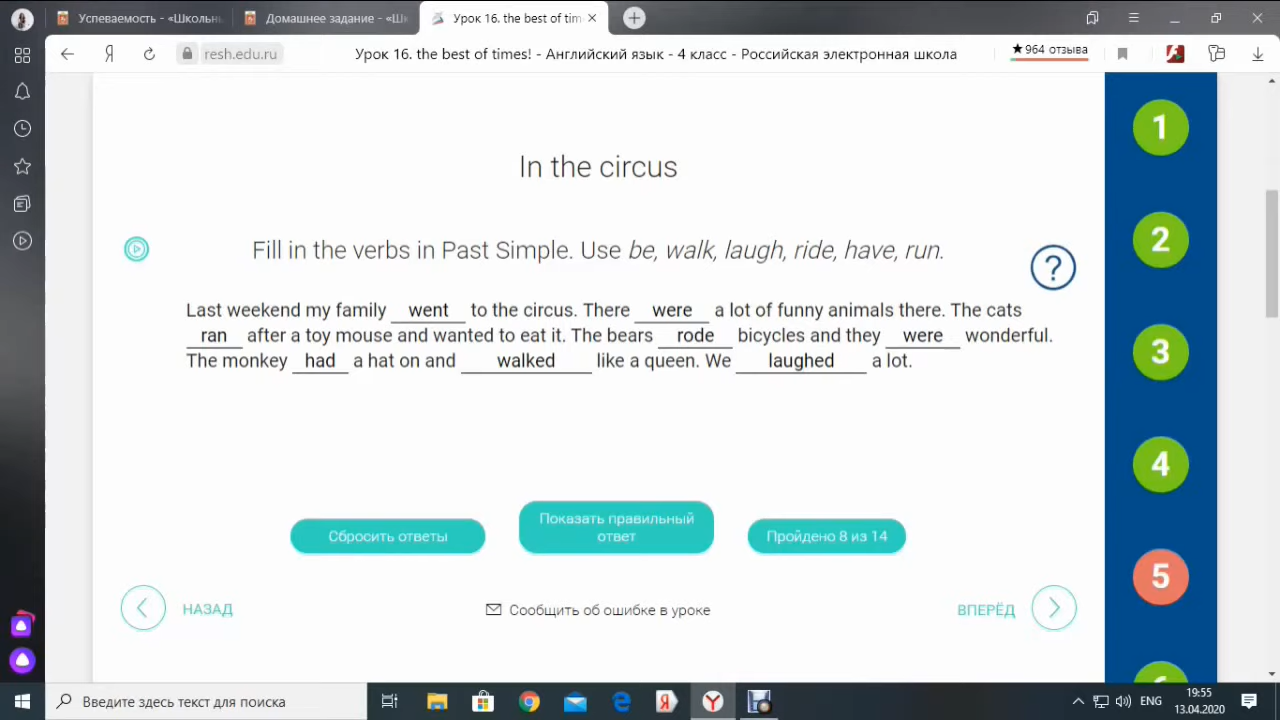 Успеваемость - «Школьн
Домашнее задание - «Шк
Урок 16. the best of tim
resh.edu.ru
Урок 16. the best of times! - Английский язык - 4 класс - Российская электронная школа
★964 отзыва
In the circus
Fill in the verbs in Past Simple. Use be, walk, laugh, ride, have, run.
?
Last weekend my family went to the circus. There were a lot of funny animals there. The cats
ran after a toy mouse and wanted to eat it. The bears rode bicycles and they were wonderful.
The monkey had a hat on and walked like a queen. We laughed a lot.
Сбросить ответы
Показать правильный
ответ
Пройдено 8 из 14
НАЗАД
Сообщить об ошибке в уроке
ВПЕРЁД
1
2
3
4
5
Введите здесь текст для поиска
ENG
19:55
13.04.2020